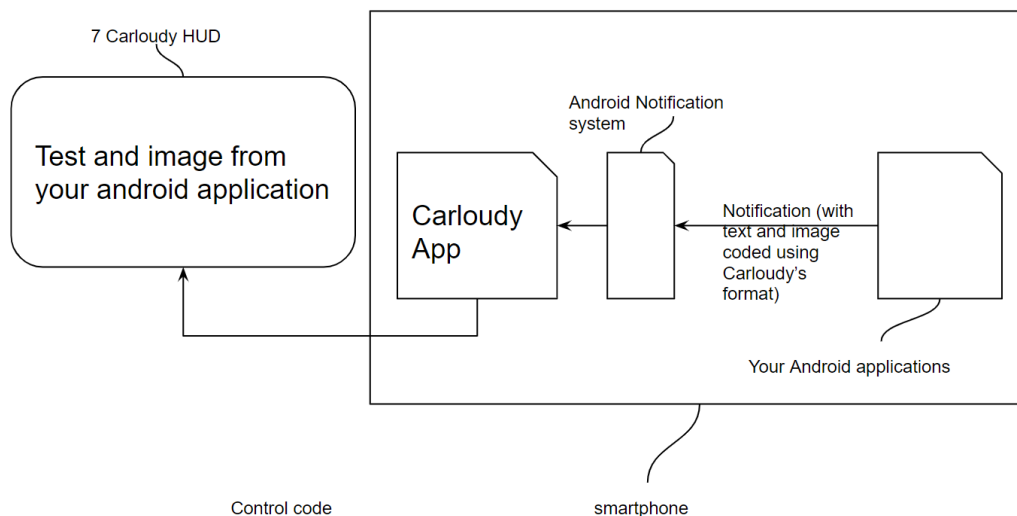 7 Carloudy HUD
Test and image from
your android application
Android Notification
system
Carloudy
App
Notification (with
text and image
coded using
Carloudy’s
format)
Your Android applications
Control code
smartphone